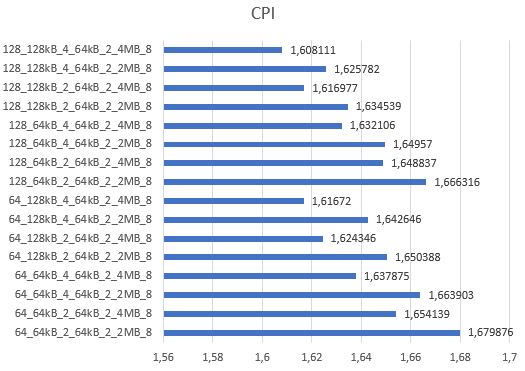 CPI
128_128kB_4_64kB_2_4MB_8 1,608111
128_128kB_4_64kB_2_2MB_8 1,625782
128_128kB_2_64kB_2_4MB_8 1,616977
128_128kB_2_64kB_2_2MB_8 1,634539
128_64kB_4_64kB_2_4MB_8 1,632106
128_64kB_4_64kB_2_2MB_8 1,64957
128_64kB_2_64kB_2_4MB_8 1,648837
128_64kB_2_64kB_2_2MB_8 1,666316
64_128kB_4_64kB_2_4MB_8 1,61672
64_128kB_4_64kB_2_2MB_8 1,642646
64_128kB_2_64kB_2_4MB_8 1,624346
64_128kB_2_64kB_2_2MB_8 1,650388
64_64kB_4_64kB_2_4MB_8 1,637875
64_64kB_4_64kB_2_2MB_8 1,663903
64_64kB_2_64kB_2_4MB_8 1,654139
64_64kB_2_64kB_2_2MB_8 1,679876
1,56 1,58 1,6 1,62 1,64 1,66 1,68 1,7